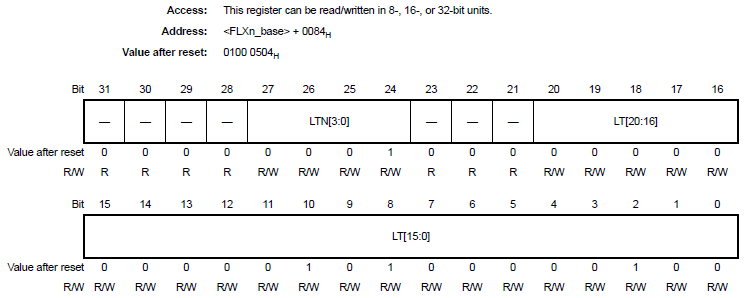 Access: This register can be read/written in 8-, 16-, or 32-bit units.
Address: <FLXn_base> + 0084H
Value after reset: 0100 0504H
Bit 31 30 29 28 27 26 25 24 23 22 21 20 19 18 17 16
— — — — LTN[3:0] — — — LT[20:16]
Value after reset 0 0 0 0 0 0 0 1 0 0 0 0 0 0 0 0
R/W R R R R R/W R/W R/W R/W R R R R/W R/W R/W R/W R/W
Bit 15 14 13 12 11 10 9 8 7 6 5 4 3 2 1 0
LT[15:0]
Value after reset 0 0 0 0 0 1 0 1 0 0 0 0 0 1 0 0
R/W R/W R/W R/W R/W R/W R/W R/W R/W R/W R/W R/W R/W R/W R/W R/W R/W